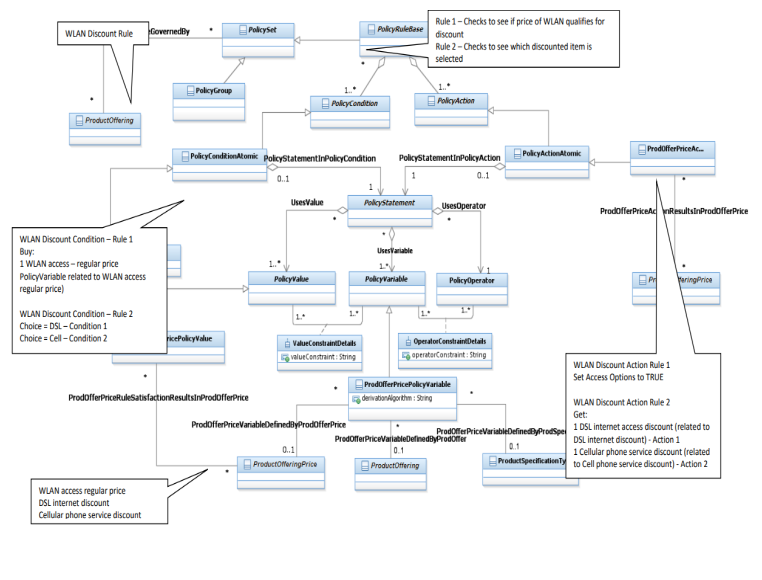 WLAN Discount Rule
eGovernedBy
PolicySet
PolicyRuleBase
Rule 1 – Checks to see if price of WLAN qualifies for
discount
Rule 2 – Checks to see which discounted item is
selected
*
*
*
PolicyGroup
1..*
1..*
PolicyCondition
PolicyAction
ProductOffering
PolicyConditionAtomic
PolicyStatementInPolicyCondition
PolicyStatementInPolicyAction
PolicyActionAtomic
ProdOfferPriceAc...
0..1
1
1
0..1
*
UsesValue
PolicyStatement
UsesOperator
ProdOfferPriceAc
nResultsInProdOfferPrice
*
*
*
UsesVariable
WLAN Discount Condition – Rule 1
Buy:
1 WLAN access – regular price
PolicyVariable related to WLAN access
regular price)
WLAN Discount Condition – Rule 2
Choice = DSL – Condition 1
Choice = Cell – Condition 2
1..*
1..*
1
*
PolicyValue
PolicyVariable
PolicyOperator
Pr
fferingPrice
1..*
1..*
1..*
1..*
ricePolicyValue
ValueConstraintDetails
valueConstraint : String
OperatorConstraintDetails
operatorConstraint : String
WLAN Discount Action Rule 1
Set Access Options to TRUE
WLAN Discount Action Rule 2
Get:
1 DSL internet access discount (related to
DSL internet discount) - Action 1
1 Cellular phone service discount (related
to Cell phone service discount) - Action 2
*
ProdOfferPricePolicyVariable
derivationAlgorithm : String
*
*
*
ProdOfferPriceRuleSatisfactionResultsInProdOfferPrice
ProdOfferPriceVariableDefinedByProdOfferPrice
ProdOfferPriceVariableDefinedByProdOffer
ProdOfferPriceVariableDefinedByProdSpe
0..1
0..1
0..1
*
ProductOfferingPrice
ProductOffering
ProductSpecificationTy
WLAN access regular price
DSL internet discount
Cellular phone service discount